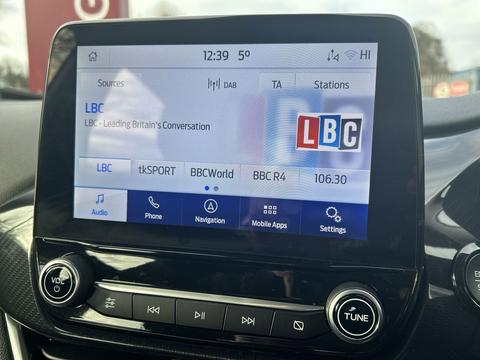 12:39 5° HI
Sources DAB TA Stations
LBC
LBC - Leading Britain's Conversation
LBC
LBC tkSPORT BBCWorld BBC R4 106.30
Audio Phone Navigation Mobile Apps Settings
VOL
TUNE